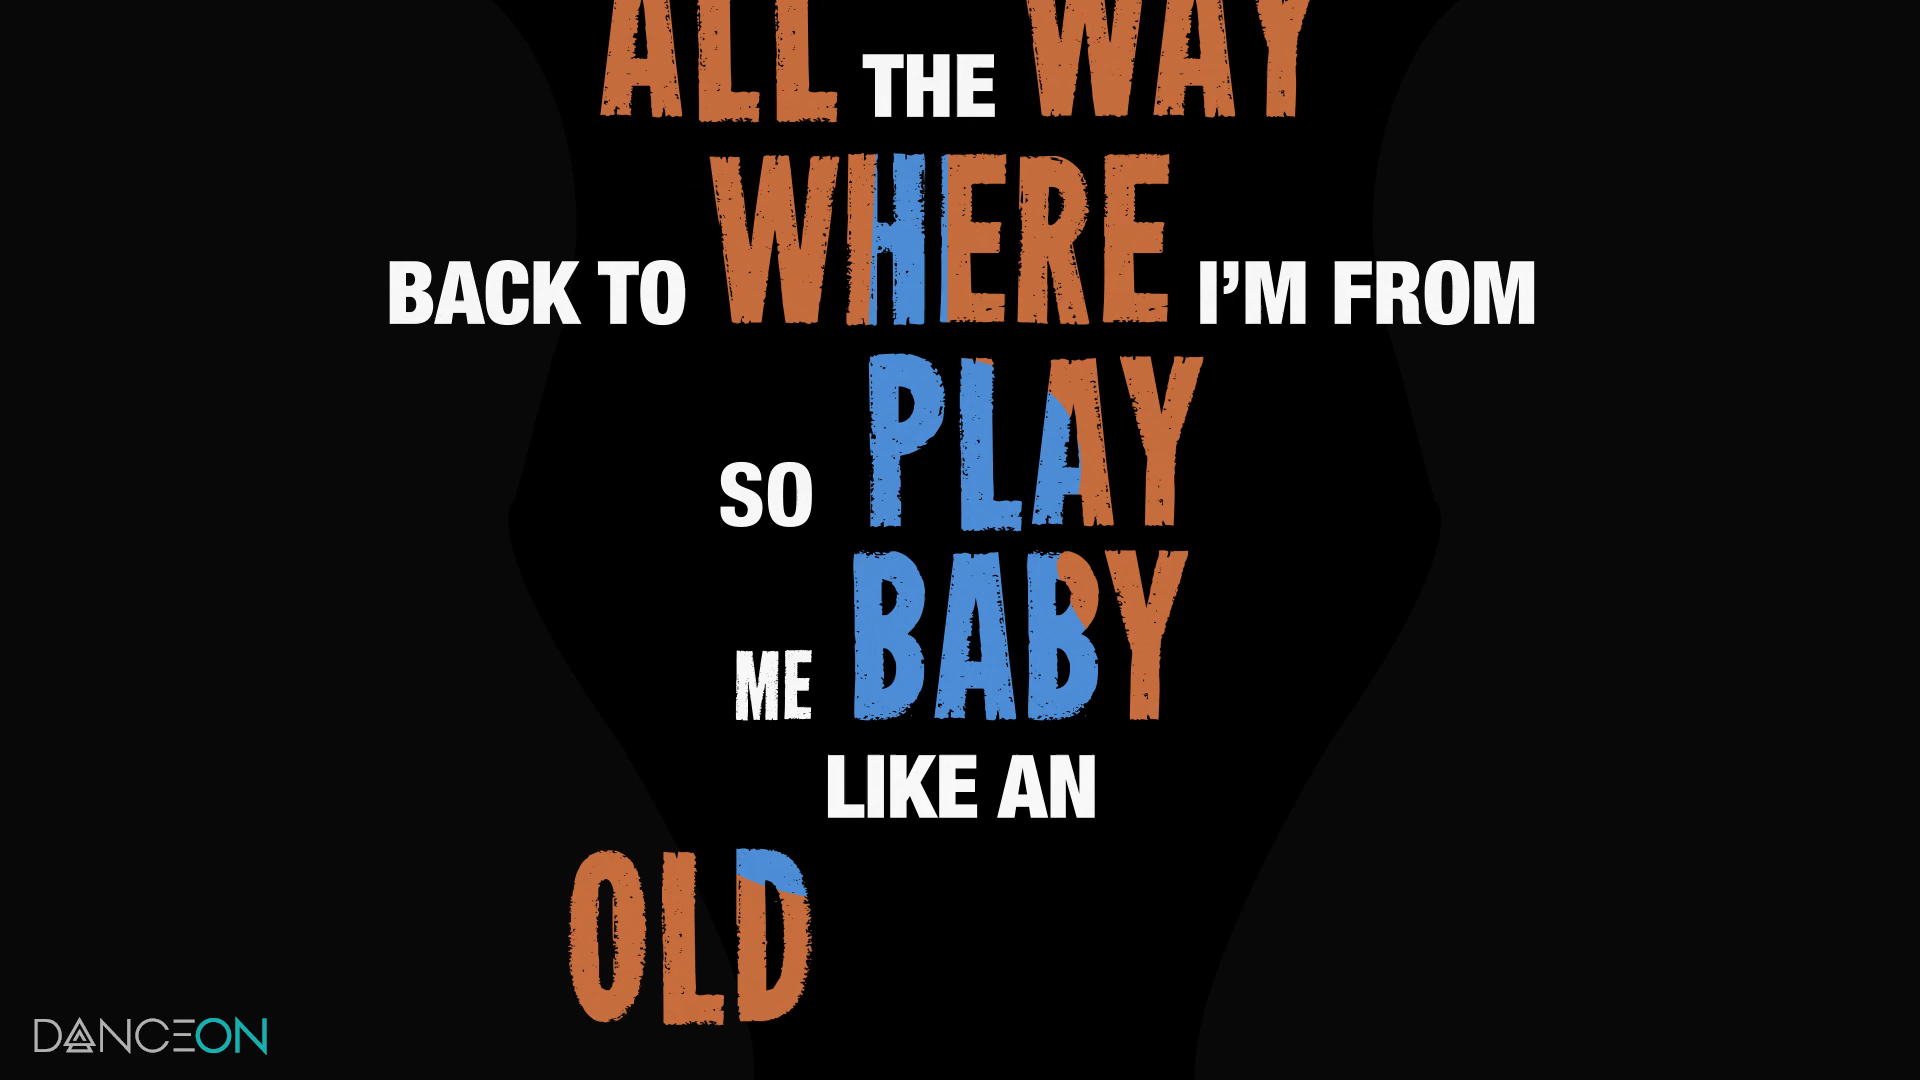 ALL THE WAY
BACK TO WHERE I'M FROM
SO PLAY
ME BABY
LIKE AN
OLD
DANCEON